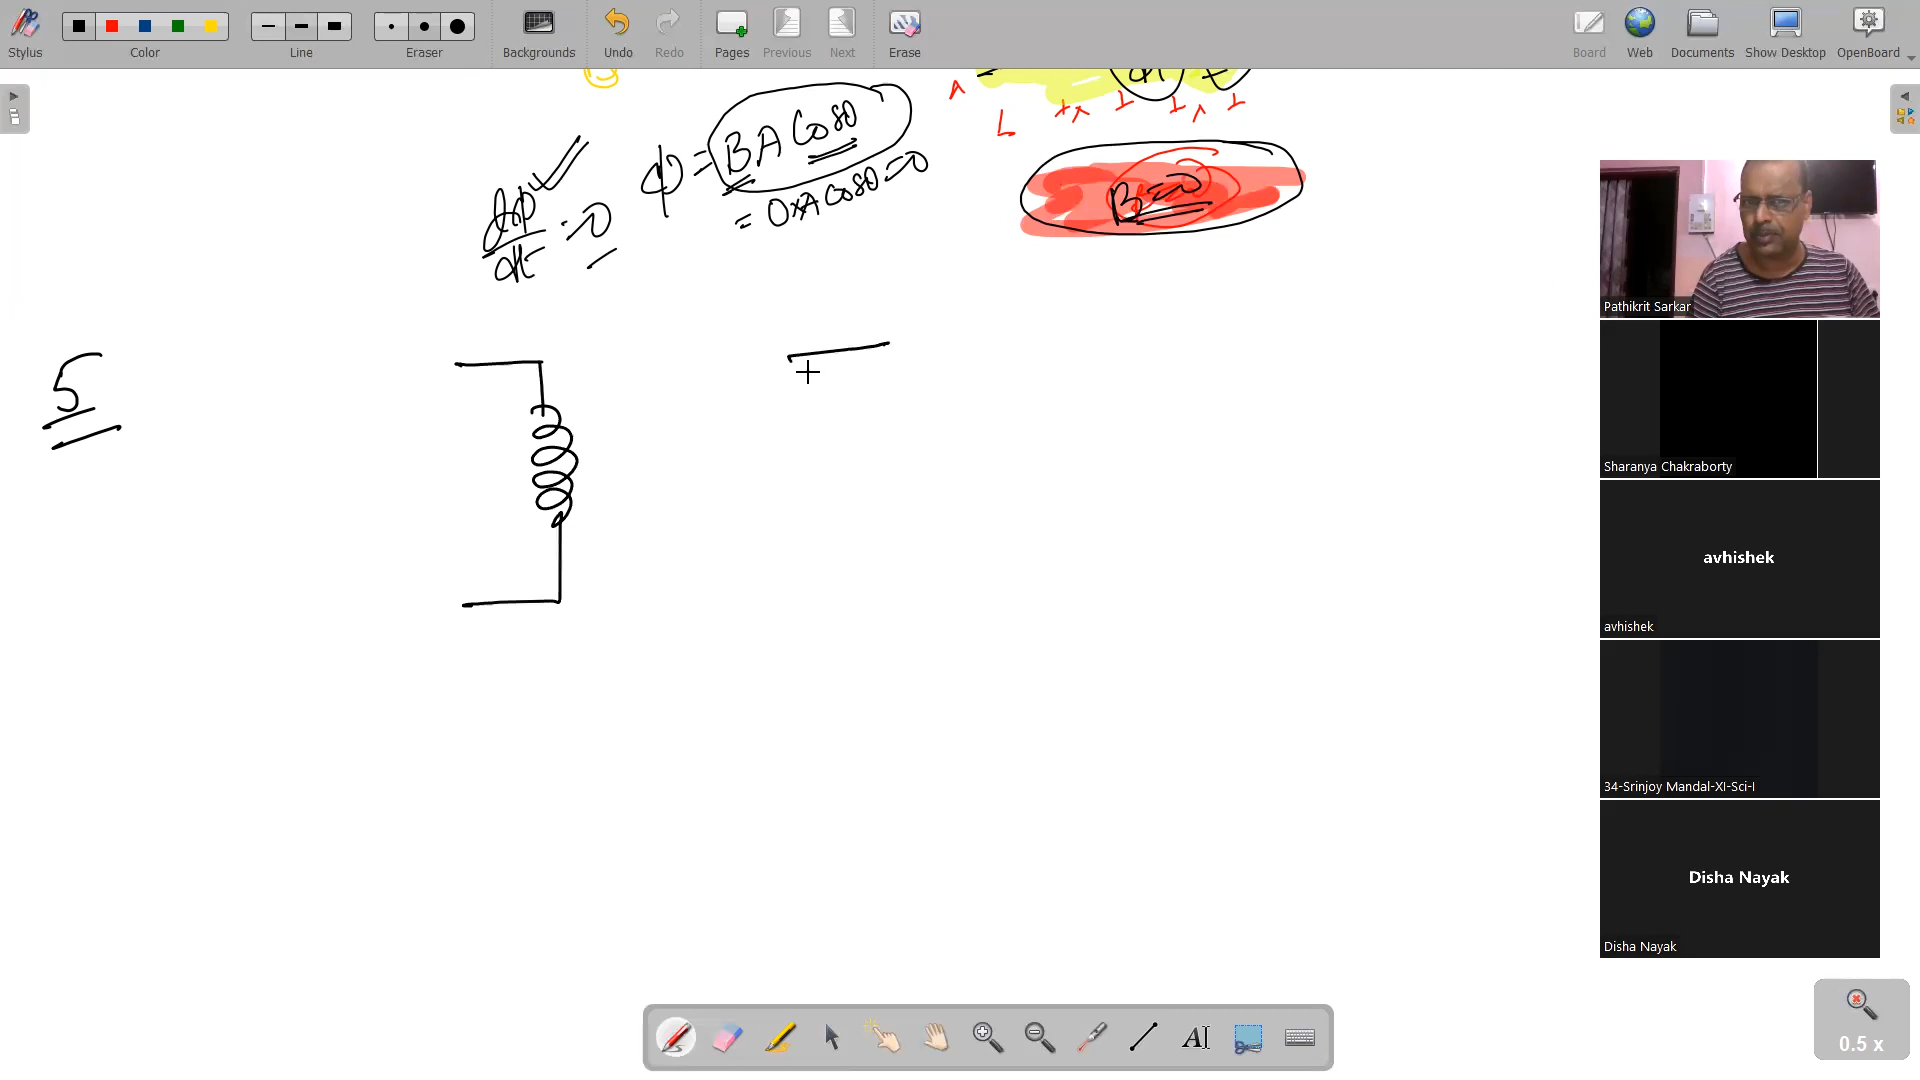 Stylus
Color
Line
Eraser
Backgrounds
Undo
Redo
Pages
Previous
Next
Erase
Board
Web
Documents
Show Desktop
OpenBoard
ϕ = BA Cosθ
= 0×A Cosθ = 0
dϕ/dt = 0
L
B = 0
5
Pathikrit Sarkar
Sharanya Chakraborty
avhishek
avhishek
34-Srinjoy Mandal-XI-Sci-I
Disha Nayak
Disha Nayak
0.5 x